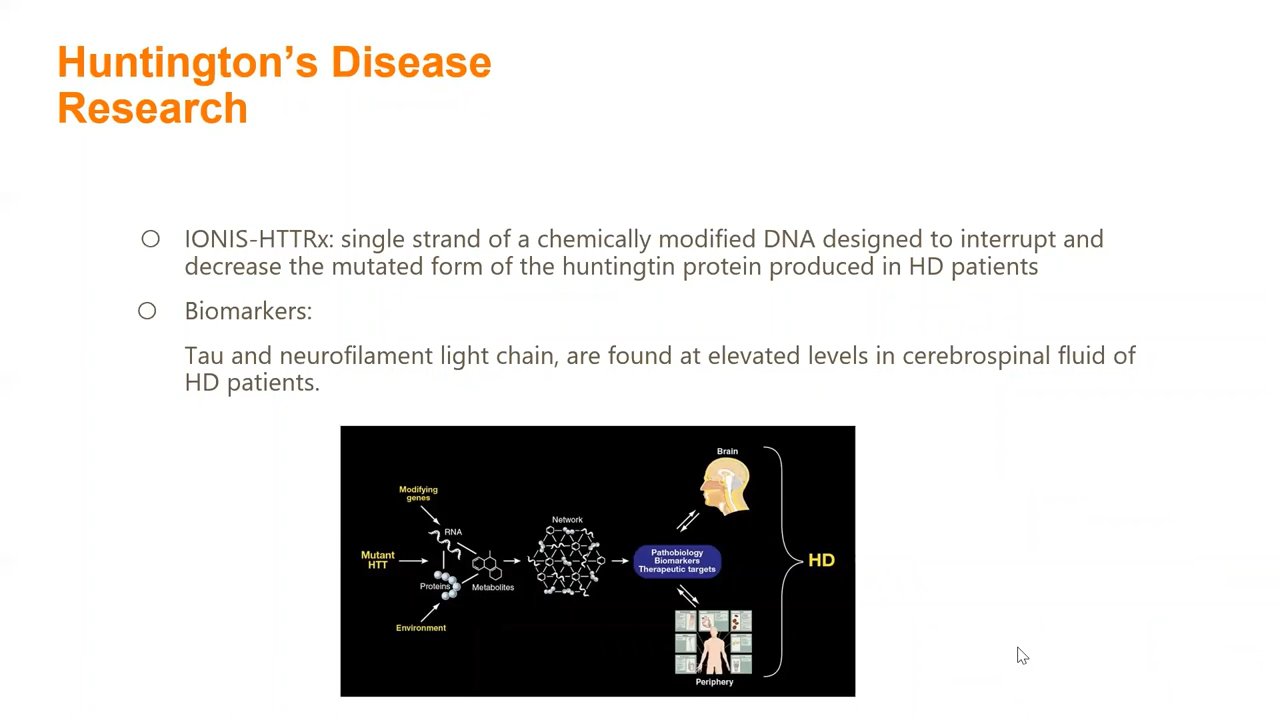 Huntington’s Disease
Research
IONIS-HTTRx: single strand of a chemically modified DNA designed to interrupt and
decrease the mutated form of the huntingtin protein produced in HD patients
Biomarkers:
Tau and neurofilament light chain, are found at elevated levels in cerebrospinal fluid of
HD patients.
Modifying
genes
RNA
Mutant
HTT
Proteins
Metabolites
Environment
Network
Pathobiology
Biomarkers
Therapeutic targets
Brain
Periphery
HD